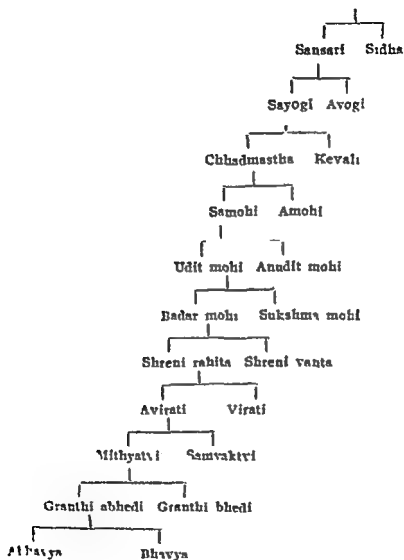 Sansari Sidha
Sayogi Ayogi
Chhadmastha Kevali
Samohi Amohi
Udit mohi Anudit mohi
Badar mohi Sukshma mohi
Shreni rahita Shreni vanta
Avirati Virati
Mithyatvi Samyaktvi
Granthi abhedi Granthi bhedi
Abhavya Bhavya